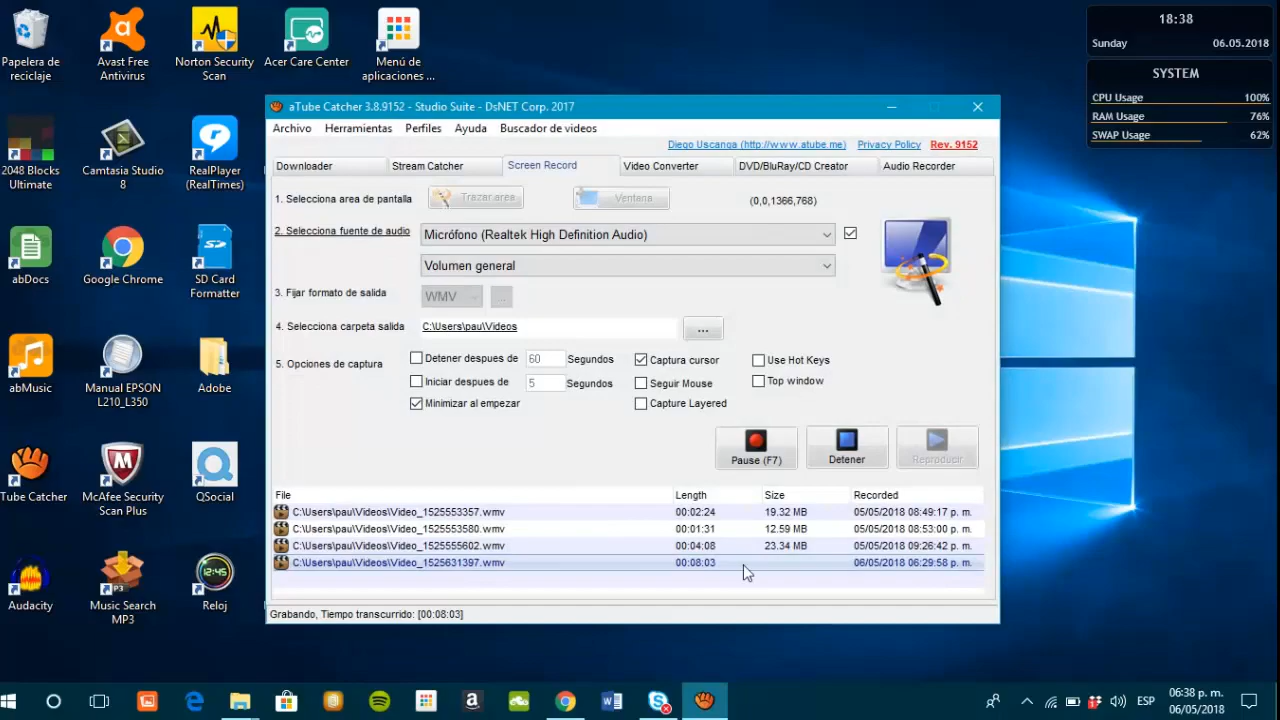 Papelera de
reciclaje
Avast Free
Antivirus
Norton Security
Scan
Acer Care Center
Menú de
aplicaciones ...
18:38
Sunday 06.05.2018
SYSTEM
CPU Usage 100%
RAM Usage 76%
SWAP Usage 62%
2048 Blocks
Ultimate
Camtasia Studio
8
RealPlayer
(RealTimes)
abDocs
Google Chrome
SD
SD Card
Formatter
abMusic
Manual EPSON
L210_L350
Adobe
Tube Catcher
McAfee Security
Scan Plus
QSocial
Audacity
P3
Music Search
MP3
12:45
Reloj
aTube Catcher 3.8.9152 - Studio Suite - DsNET Corp. 2017
Archivo Herramientas Perfiles Ayuda Buscador de videos
Diego Uscanga (http://www.atube.me) Privacy Policy Rev. 9152
Downloader Stream Catcher Screen Record Video Converter DVD/BluRay/CD Creator Audio Recorder
1. Selecciona area de pantalla Trazar area Ventana (0,0,1366,768)
2. Selecciona fuente de audio Micrófono (Realtek High Definition Audio)
Volumen general
3. Fijar formato de salida WMV ...
4. Selecciona carpeta salida C:\Users\pau\Videos ...
5. Opciones de captura
Detener despues de 60 Segundos Captura cursor Use Hot Keys
Iniciar despues de 5 Segundos Seguir Mouse Top window
Minimizar al empezar Capture Layered
Pause (F7) Detener Reproducir
File Length Size Recorded
C:\Users\pau\Videos\Video_1525553357.wmv 00:02:24 19.32 MB 05/05/2018 08:49:17 p. m.
C:\Users\pau\Videos\Video_1525553580.wmv 00:01:31 12.59 MB 05/05/2018 08:53:00 p. m.
C:\Users\pau\Videos\Video_1525555602.wmv 00:04:08 23.34 MB 05/05/2018 09:26:42 p. m.
C:\Users\pau\Videos\Video_1525631397.wmv 00:08:03 06/05/2018 06:29:58 p. m.
Grabando, Tiempo transcurrido: [00:08:03]
ESP
06:38 p. m.
06/05/2018